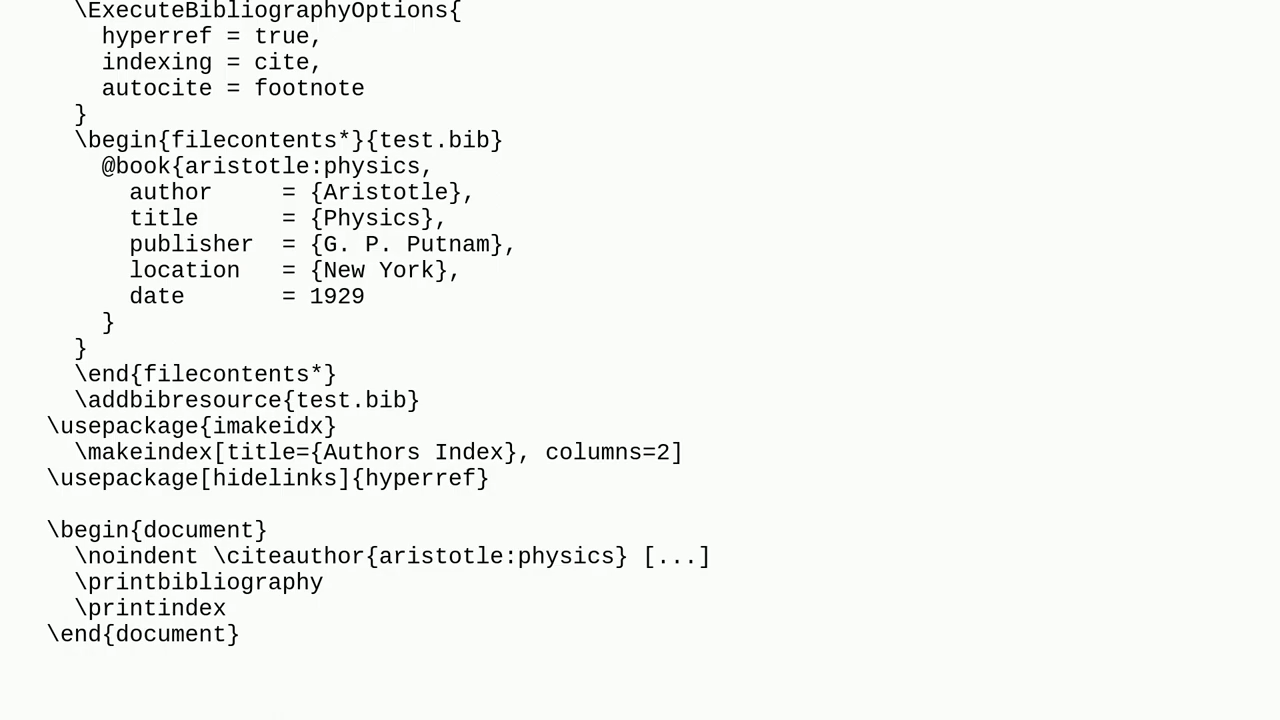 \ExecuteBibliographyOptions{
    hyperref = true,
    indexing = cite,
    autocite = footnote
  }
  \begin{filecontents*}{test.bib}
    @book{aristotle:physics,
      author     = {Aristotle},
      title      = {Physics},
      publisher  = {G. P. Putnam},
      location   = {New York},
      date       = 1929
    }
  }
  \end{filecontents*}
  \addbibresource{test.bib}
\usepackage{imakeidx}
  \makeindex[title={Authors Index}, columns=2]
\usepackage[hidelinks]{hyperref}

\begin{document}
  \noindent \citeauthor{aristotle:physics} [...]
  \printbibliography
  \printindex
\end{document}